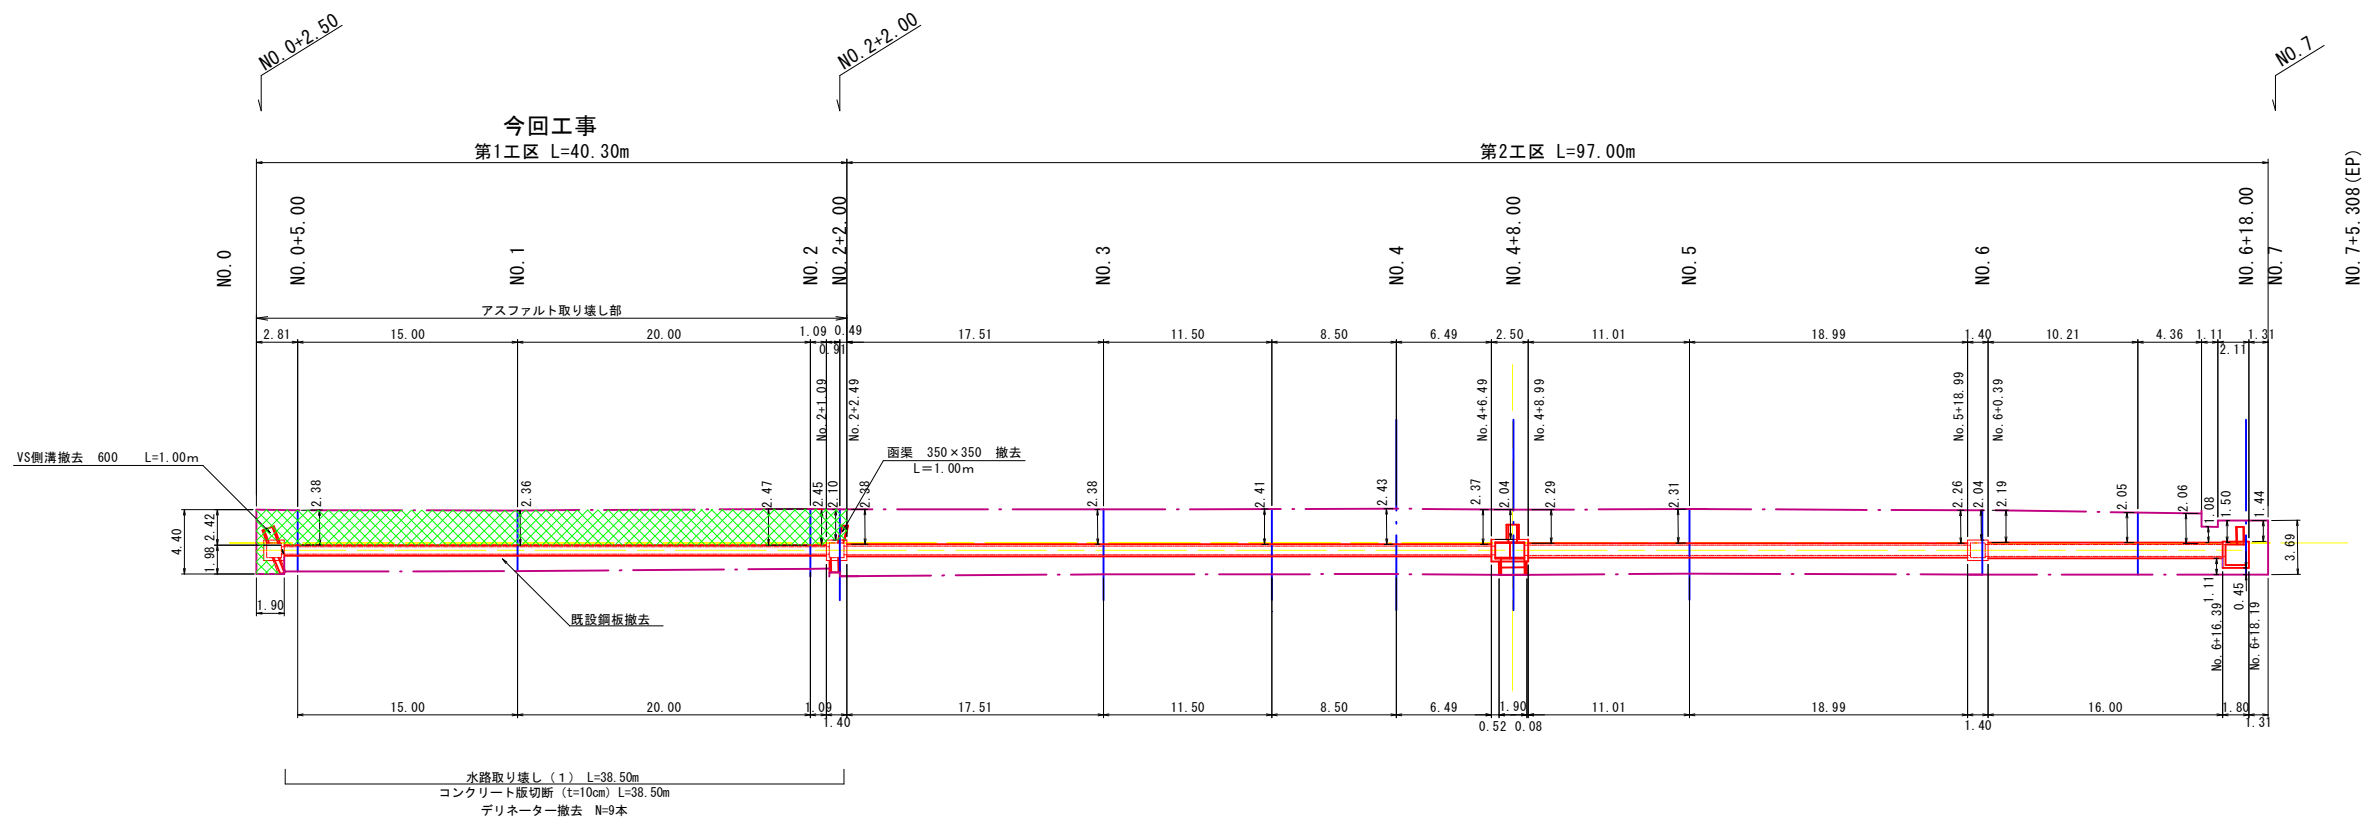 NO.0+2.50
NO.2+2.00
NO.7
今回工事
第1工区 L=40.30m
第2工区 L=97.00m
NO.0
NO.0+5.00
NO.1
NO.2
NO.2+2.00
NO.3
NO.4
NO.4+8.00
NO.5
NO.6
NO.6+18.00
NO.7
NO.7+5.308(EP)
アスファルト取り壊し部
2.81
15.00
20.00
1.09
0.49
0.91
17.51
11.50
8.50
6.49
2.50
11.01
18.99
1.40
10.21
4.36
1.11
2.11
1.31
No.2+1.09
No.2+2.49
No.4+6.49
No.4+8.99
No.5+18.99
No.6+0.39
VS側溝撤去 600 L=1.00m
函渠 350×350 撤去
L=1.00m
4.40
2.42
1.98
2.38
2.36
2.47
2.45
2.10
2.38
2.38
2.41
2.43
2.37
2.04
2.29
2.31
2.26
2.04
2.19
2.05
2.06
1.08
1.50
1.44
3.69
1.90
既設鋼板撤去
1.11
0.45
No.6+16.39
No.6+18.19
15.00
20.00
1.09
1.40
17.51
11.50
8.50
6.49
0.52
1.90
0.08
11.01
18.99
1.40
16.00
1.80
1.31
水路取り壊し(1) L=38.50m
コンクリート版切断(t=10cm) L=38.50m
デリネーター撤去 N=9本